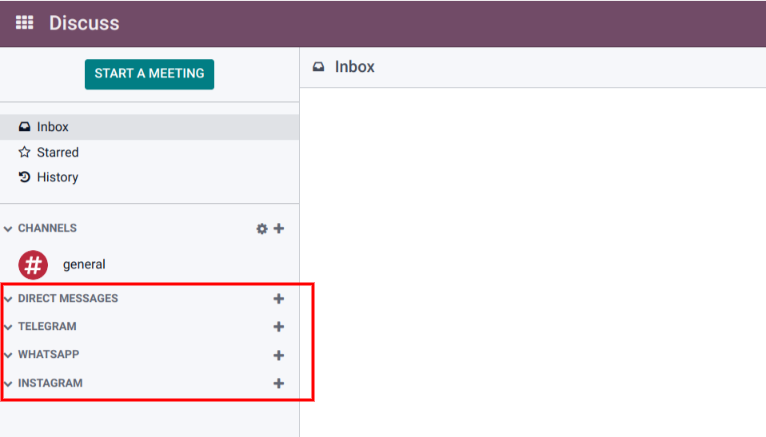 Discuss
START A MEETING
Inbox
Inbox
Starred
History
CHANNELS
general
DIRECT MESSAGES
TELEGRAM
WHATSAPP
INSTAGRAM